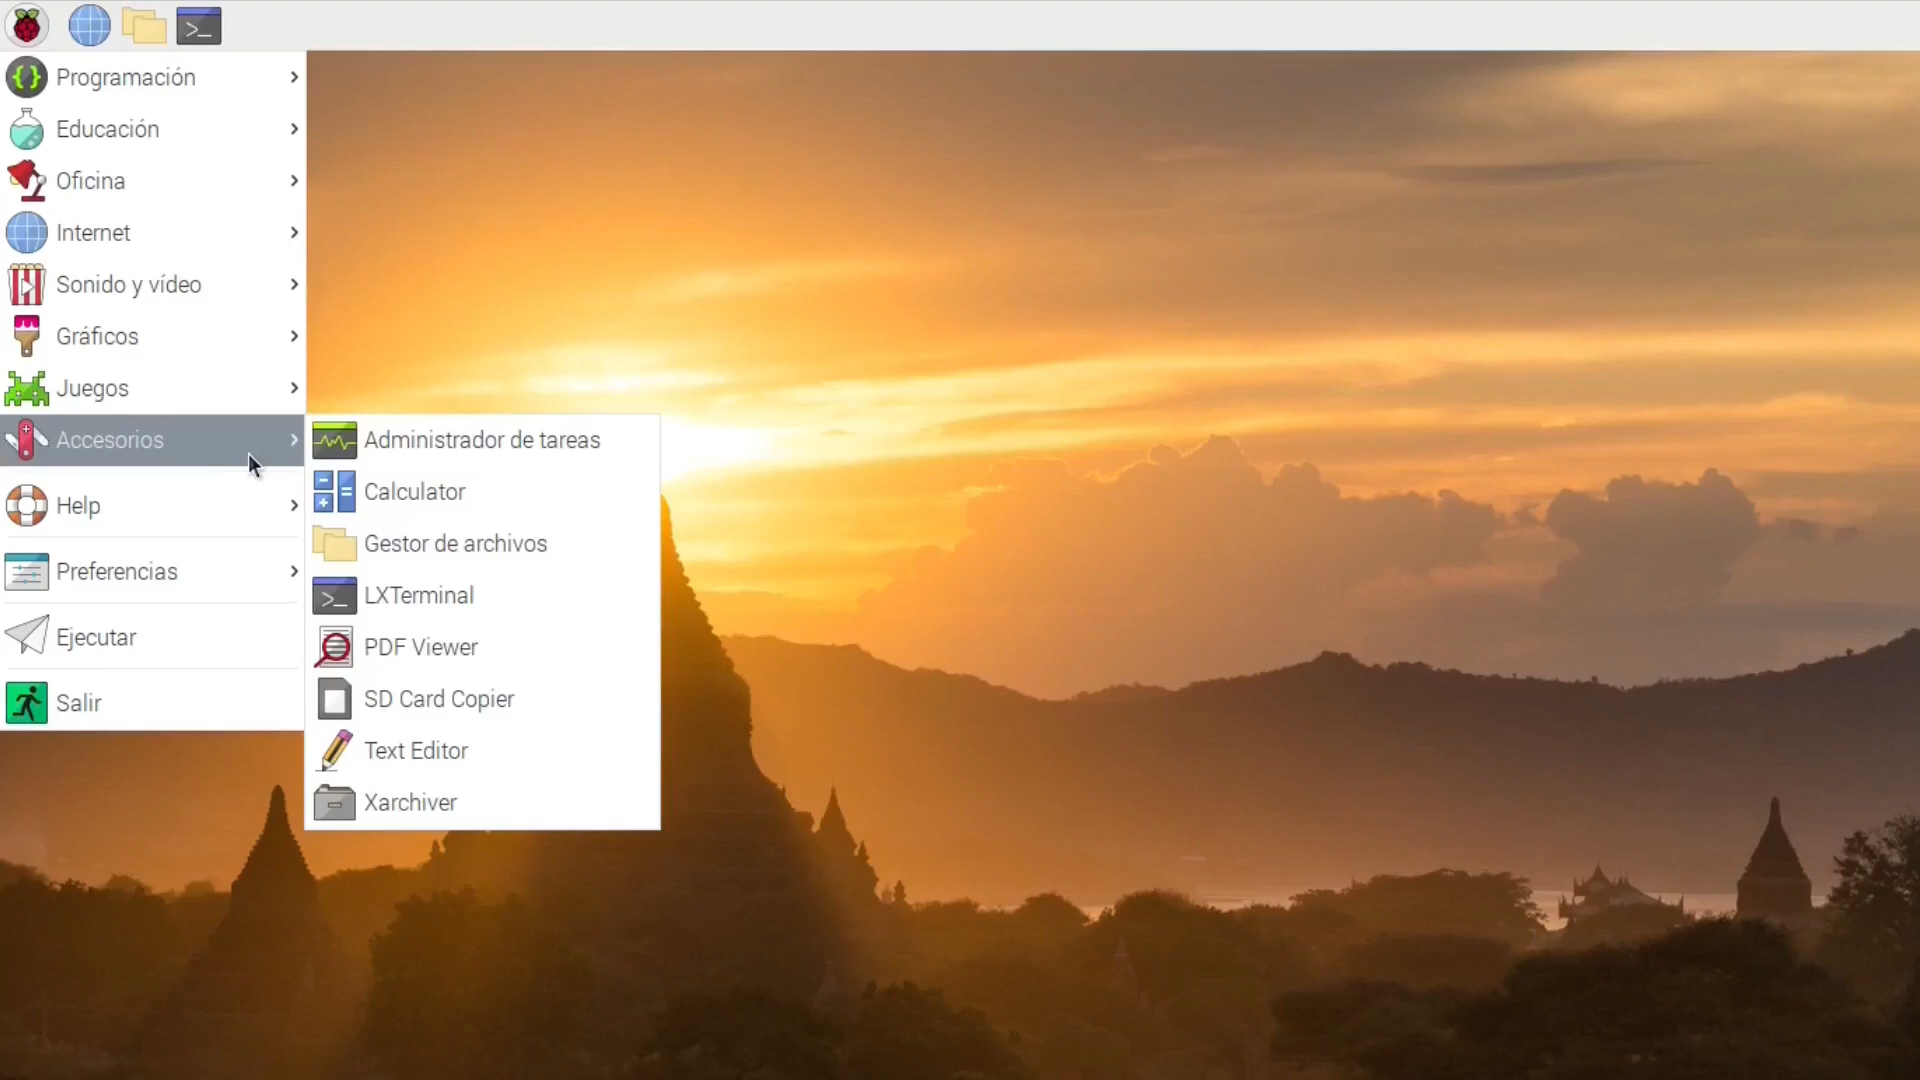 Programación
Educación
Oficina
Internet
Sonido y vídeo
Gráficos
Juegos
Accesorios
Help
Preferencias
Ejecutar
Salir
Administrador de tareas
Calculator
Gestor de archivos
LXTerminal
PDF Viewer
SD Card Copier
Text Editor
Xarchiver